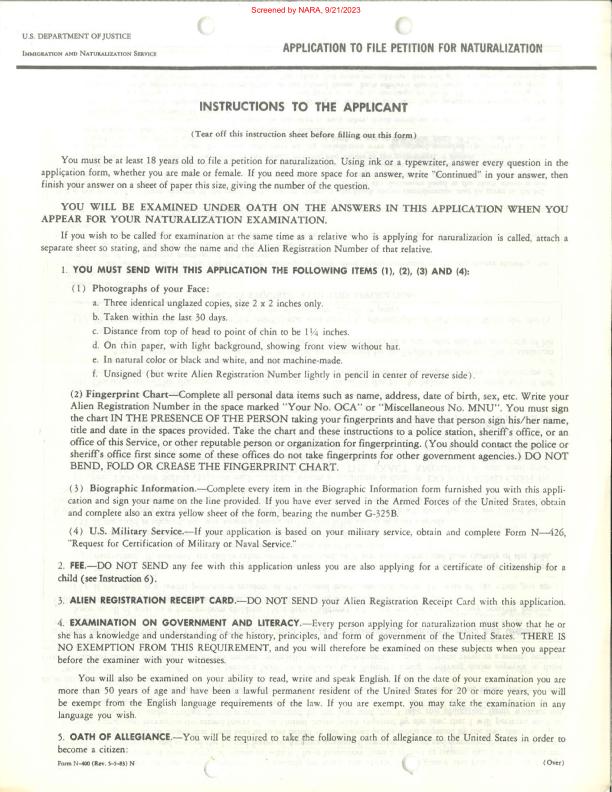 Screened by NARA, 9/21/2023
U.S. DEPARTMENT OF JUSTICE
IMMIGRATION AND NATURALIZATION SERVICE
APPLICATION TO FILE PETITION FOR NATURALIZATION
INSTRUCTIONS TO THE APPLICANT
(Tear off this instruction sheet before filling out this form)
You must be at least 18 years old to file a petition for naturalization. Using ink or a typewriter, answer every question in the
application form, whether you are male or female. If you need more space for an answer, write "Continued" in your answer, then
finish your answer on a sheet of paper this size, giving the number of the question.
YOU WILL BE EXAMINED UNDER OATH ON THE ANSWERS IN THIS APPLICATION WHEN YOU
APPEAR FOR YOUR NATURALIZATION EXAMINATION.
If you wish to be called for examination at the same time as a relative who is applying for naturalization is called, attach a
separate sheet so stating, and show the name and the Alien Registration Number of that relative.
1. YOU MUST SEND WITH THIS APPLICATION THE FOLLOWING ITEMS (1), (2), (3) AND (4):
(1) Photographs of your Face:
a. Three identical unglazed copies, size 2 x 2 inches only.
b. Taken within the last 30 days.
c. Distance from top of head to point of chin to be 1¼ inches.
d. On thin paper, with light background, showing front view without hat.
e. In natural color or black and white, and not machine-made.
f. Unsigned (but write Alien Registration Number lightly in pencil in center of reverse side).
(2) Fingerprint Chart—Complete all personal data items such as name, address, date of birth, sex, etc. Write your
Alien Registration Number in the space marked "Your No. OCA" or "Miscellaneous No. MNU". You must sign
the chart IN THE PRESENCE OF THE PERSON taking your fingerprints and have that person sign his/her name,
title and date in the spaces provided. Take the chart and these instructions to a police station, sheriff's office, or an
office of this Service, or other reputable person or organization for fingerprinting. (You should contact the police or
sheriff's office first since some of these offices do not take fingerprints for other government agencies.) DO NOT
BEND, FOLD OR CREASE THE FINGERPRINT CHART.
(3) Biographic Information.—Complete every item in the Biographic Information form furnished you with this appli-
cation and sign your name on the line provided. If you have ever served in the Armed Forces of the United States, obtain
and complete also an extra yellow sheet of the form, bearing the number G-325B.
(4) U.S. Military Service.—If your application is based on your military service, obtain and complete Form N—426,
"Request for Certification of Military or Naval Service."
2. FEE.—DO NOT SEND any fee with this application unless you are also applying for a certificate of citizenship for a
child (see Instruction 6).
3. ALIEN REGISTRATION RECEIPT CARD.—DO NOT SEND your Alien Registration Receipt Card with this application.
4. EXAMINATION ON GOVERNMENT AND LITERACY.—Every person applying for naturalization must show that he or
she has a knowledge and understanding of the history, principles, and form of government of the United States. THERE IS
NO EXEMPTION FROM THIS REQUIREMENT, and you will therefore be examined on these subjects when you appear
before the examiner with your witnesses.
You will also be examined on your ability to read, write and speak English. If on the date of your examination you are
more than 50 years of age and have been a lawful permanent resident of the United States for 20 or more years, you will
be exempt from the English language requirements of the law. If you are exempt, you may take the examination in any
language you wish.
5. OATH OF ALLEGIANCE.—You will be required to take the following oath of allegiance to the United States in order to
become a citizen:
Form N-400 (Rev. 5-5-83) N
(Over)